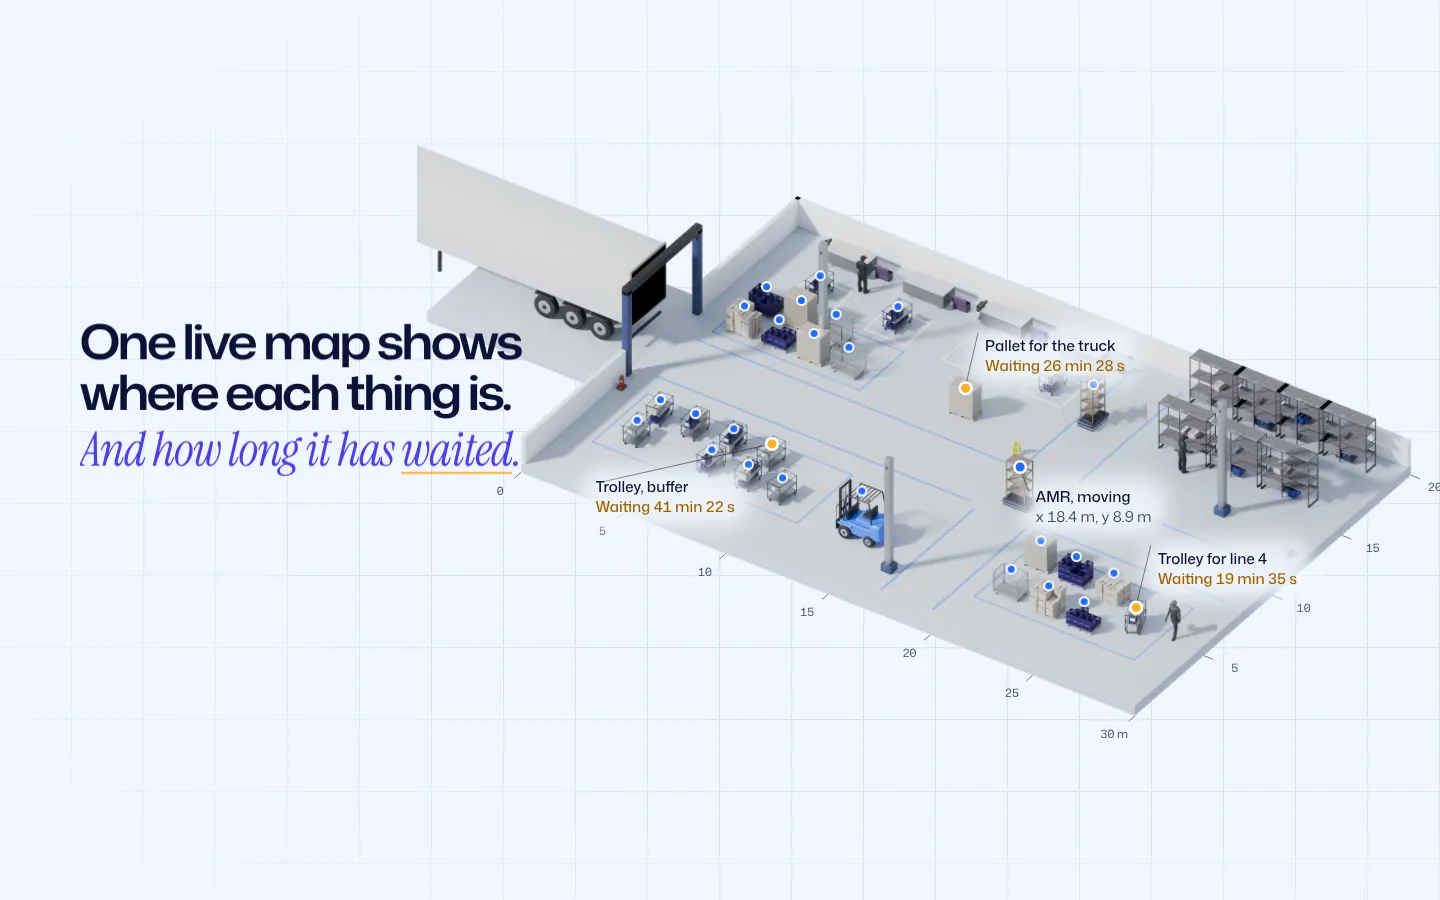 One live map shows
where each thing is.
And how long it has waited.
Pallet for the truck
Waiting 26 min 28 s
Trolley, buffer
Waiting 41 min 22 s
AMR, moving
x 18.4 m, y 8.9 m
Trolley for line 4
Waiting 19 min 35 s
0
5
10
15
20
25
30 m
5
10
15
20